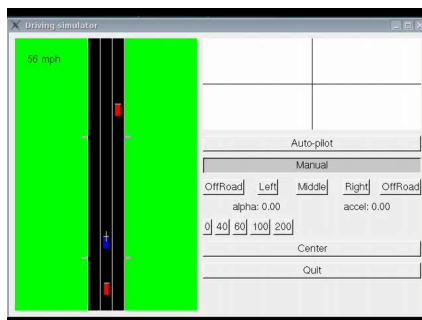 X Driving simulator
56 mph
Auto-pilot
Manual
OffRoad Left Middle Right OffRoad
alpha: 0.00 accel: 0.00
0 40 60 100 200
Center
Quit